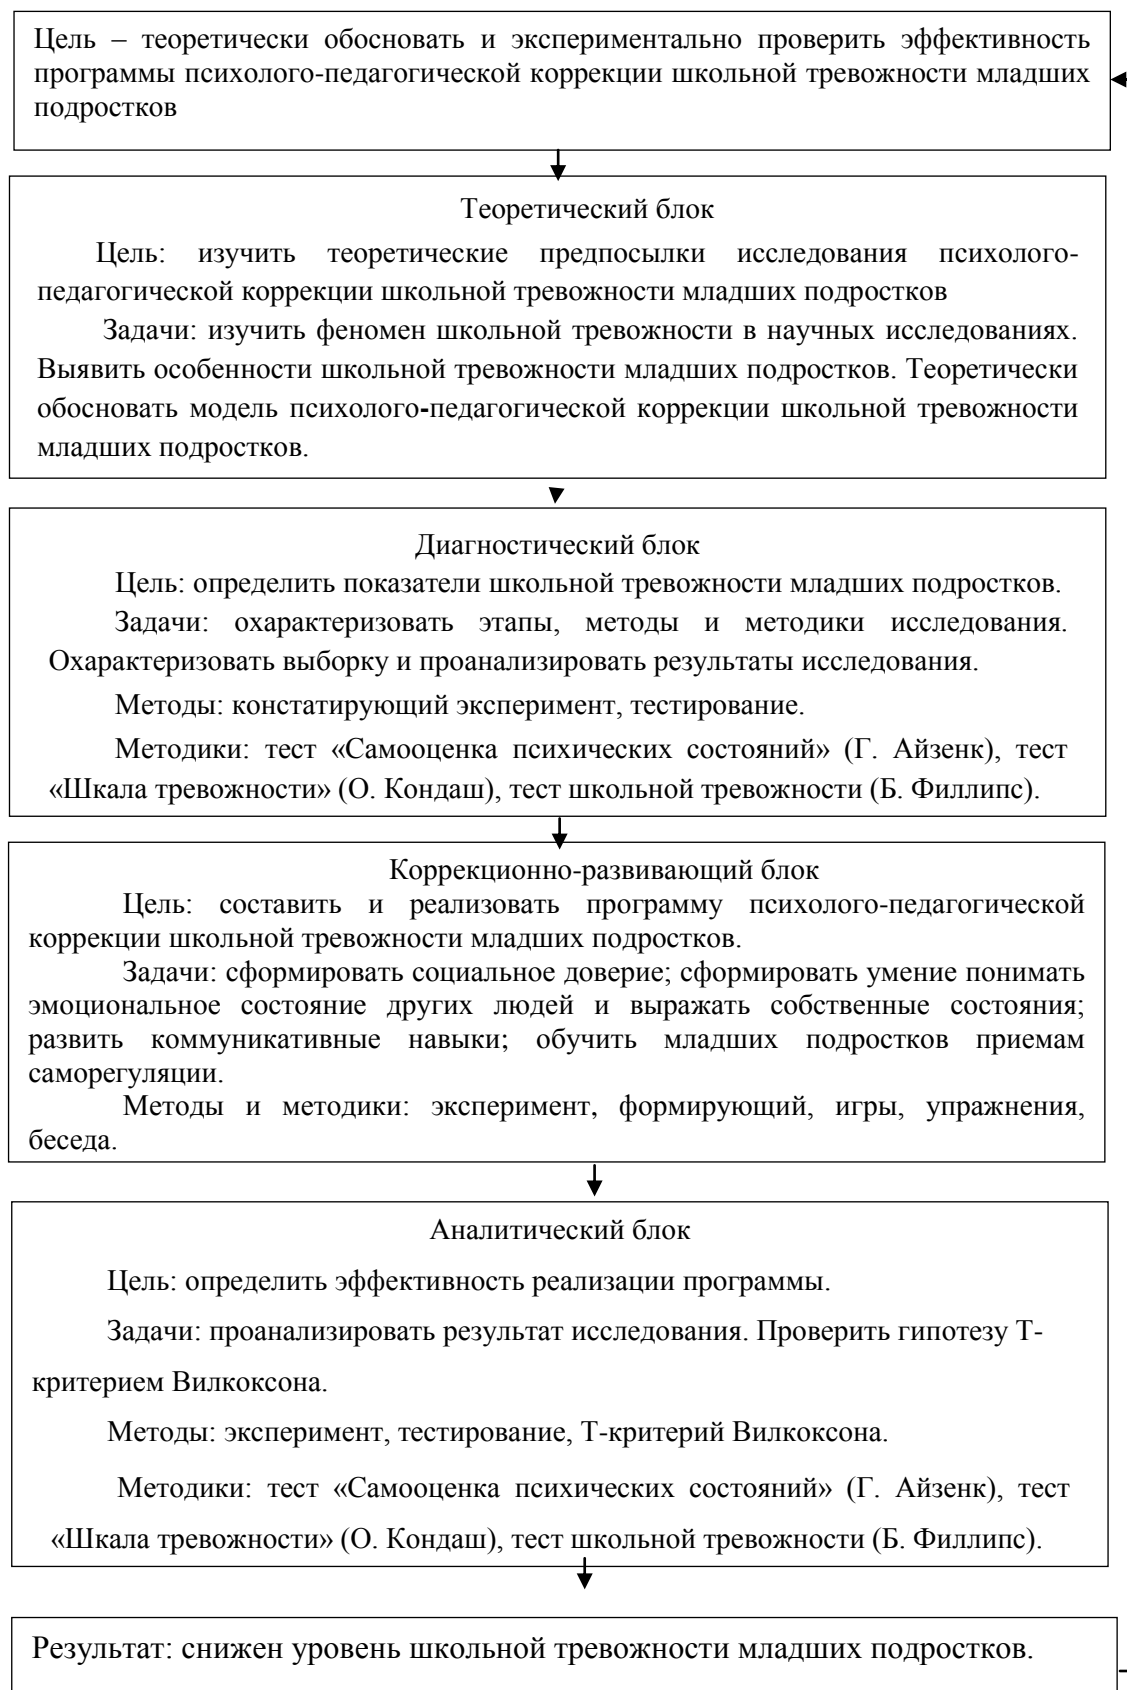 Цель – теоретически обосновать и экспериментально проверить эффективность
программы психолого-педагогической коррекции школьной тревожности младших
подростков
Теоретический блок
Цель: изучить теоретические предпосылки исследования психолого-
педагогической коррекции школьной тревожности младших подростков
Задачи: изучить феномен школьной тревожности в научных исследованиях.
Выявить особенности школьной тревожности младших подростков. Теоретически
обосновать модель психолого-педагогической коррекции школьной тревожности
младших подростков.
Диагностический блок
Цель: определить показатели школьной тревожности младших подростков.
Задачи: охарактеризовать этапы, методы и методики исследования.
Охарактеризовать выборку и проанализировать результаты исследования.
Методы: констатирующий эксперимент, тестирование.
Методики: тест «Самооценка психических состояний» (Г. Айзенк), тест
«Шкала тревожности» (О. Кондаш), тест школьной тревожности (Б. Филлипс).
Коррекционно-развивающий блок
Цель: составить и реализовать программу психолого-педагогической
коррекции школьной тревожности младших подростков.
Задачи: сформировать социальное доверие; сформировать умение понимать
эмоциональное состояние других людей и выражать собственные состояния;
развить коммуникативные навыки; обучить младших подростков приемам
саморегуляции.
Методы и методики: эксперимент, формирующий, игры, упражнения,
беседа.
Аналитический блок
Цель: определить эффективность реализации программы.
Задачи: проанализировать результат исследования. Проверить гипотезу Т-
критерием Вилкоксона.
Методы: эксперимент, тестирование, Т-критерий Вилкоксона.
Методики: тест «Самооценка психических состояний» (Г. Айзенк), тест
«Шкала тревожности» (О. Кондаш), тест школьной тревожности (Б. Филлипс).
Результат: снижен уровень школьной тревожности младших подростков.